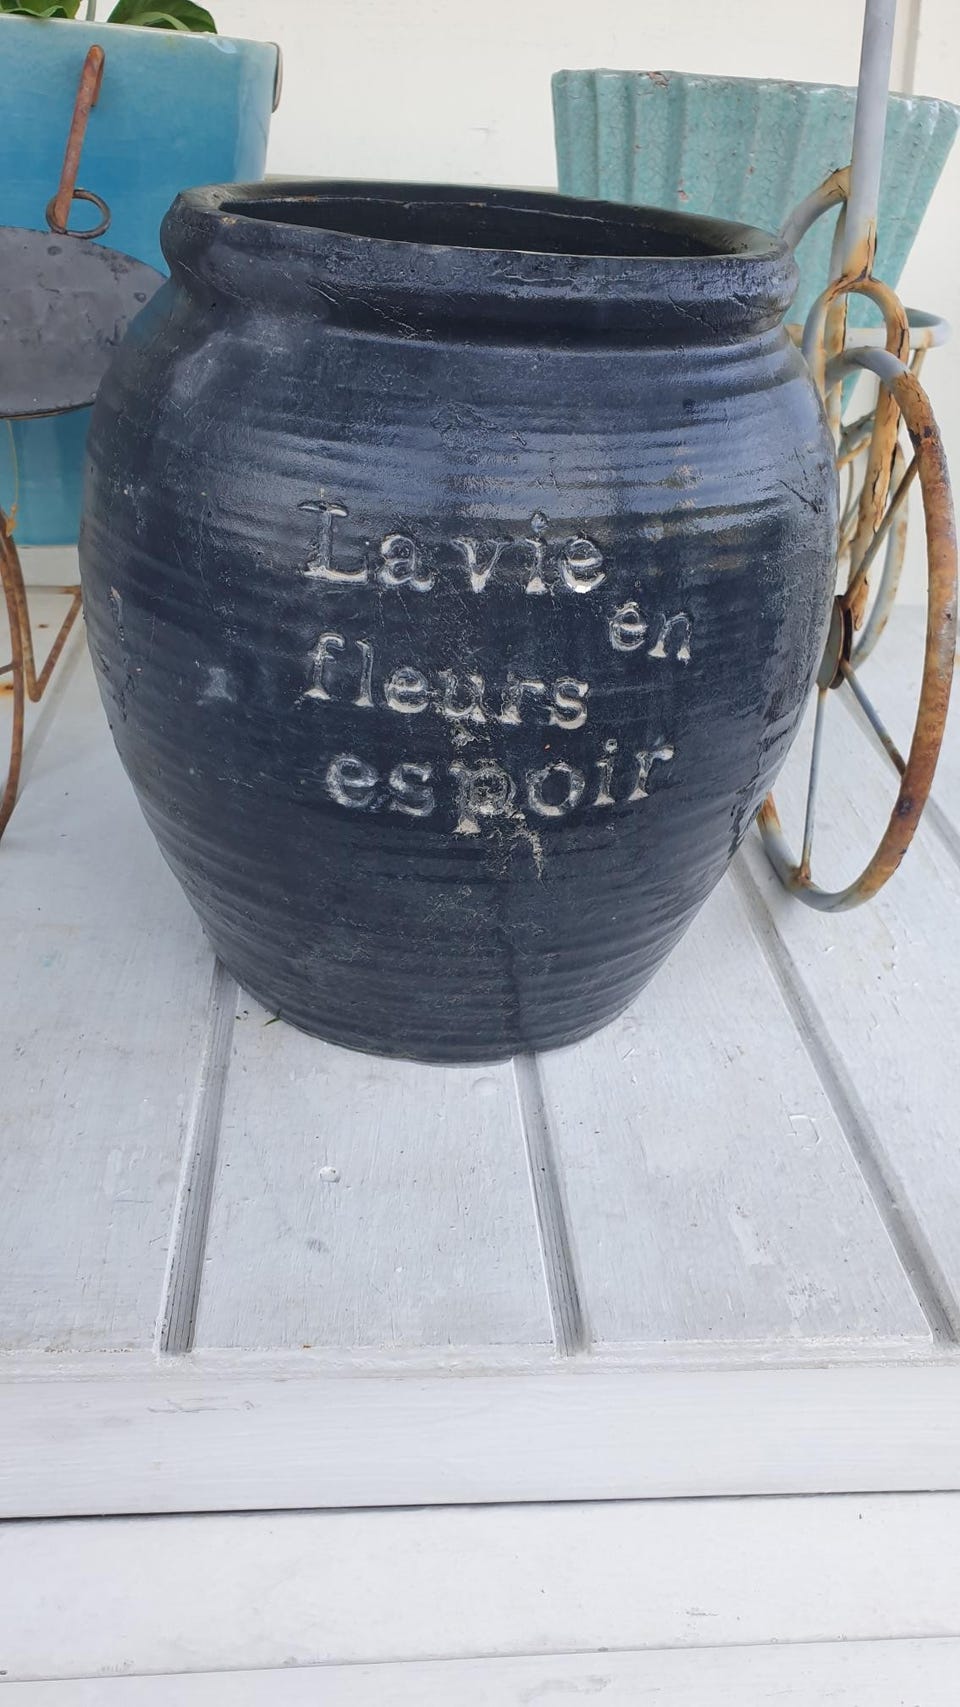 La vie
en
fleurs
espoir